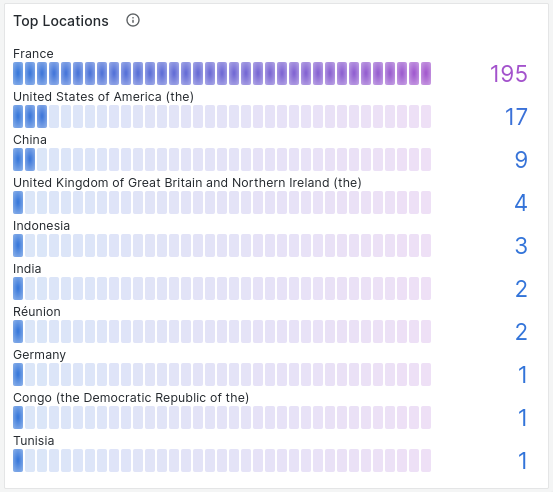 Top Locations
France
195
United States of America (the)
17
China
9
United Kingdom of Great Britain and Northern Ireland (the)
4
Indonesia
3
India
2
Réunion
2
Germany
1
Congo (the Democratic Republic of the)
1
Tunisia
1